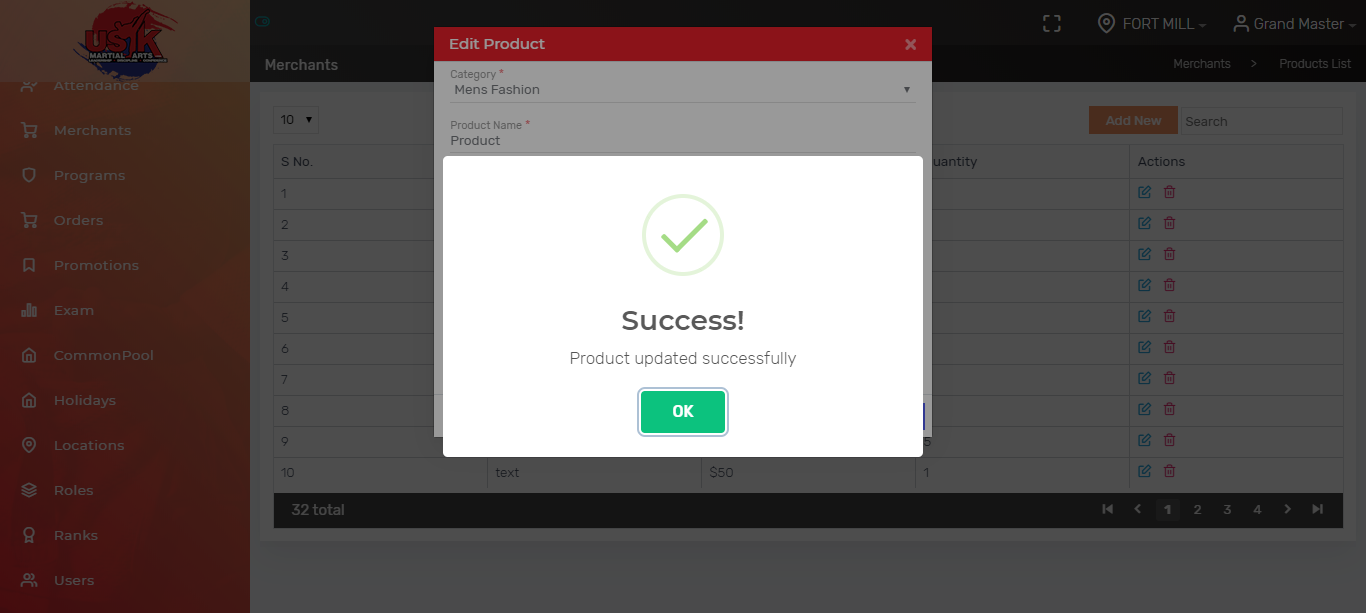 USK
MARTIAL ARTS
FORT MILL
Grand Master
Edit Product
×
Merchants
Merchants > Products List
Attendance
Merchants
Programs
Orders
Promotions
Exam
CommonPool
Holidays
Locations
Roles
Ranks
Users
Category *
Mens Fashion
Product Name *
Product
10
Add New
Search
S No.
uantity
Actions
1
2
3
4
5
6
7
8
9
5
10
text
$50
1
Success!
Product updated successfully
OK
32 total
1 2 3 4